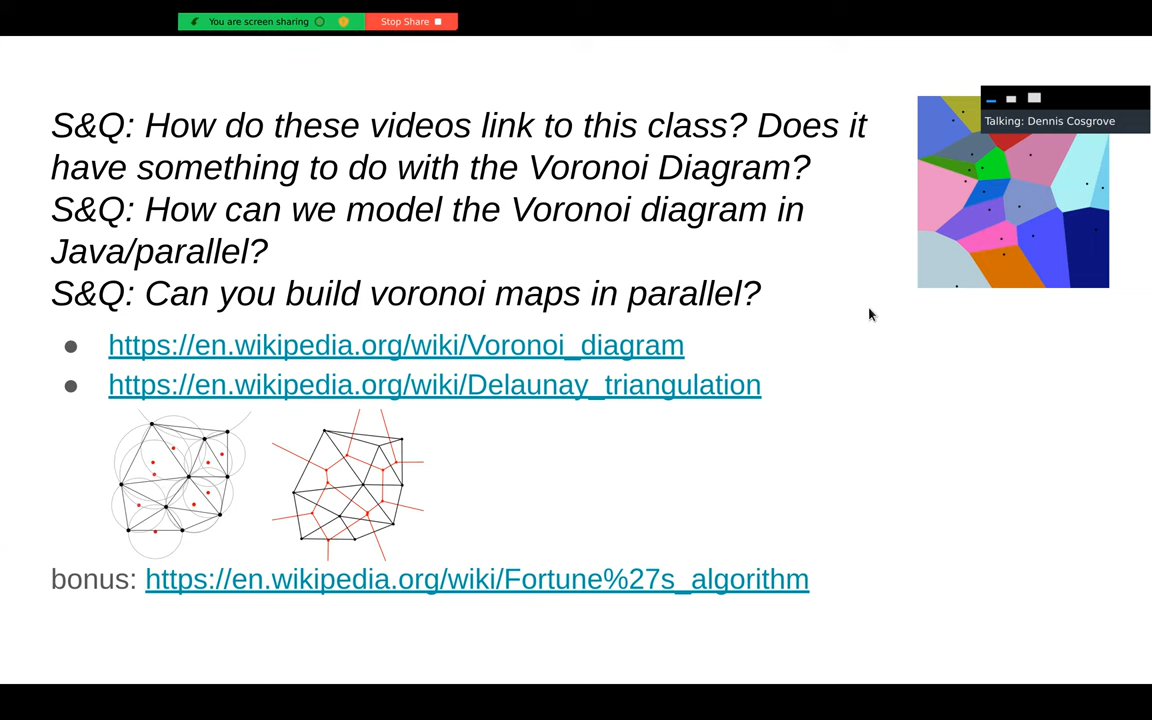 You are screen sharing
Stop Share
Talking: Dennis Cosgrove
S&Q: How do these videos link to this class? Does it
have something to do with the Voronoi Diagram?
S&Q: How can we model the Voronoi diagram in
Java/parallel?
S&Q: Can you build voronoi maps in parallel?
● https://en.wikipedia.org/wiki/Voronoi_diagram
● https://en.wikipedia.org/wiki/Delaunay_triangulation
bonus: https://en.wikipedia.org/wiki/Fortune%27s_algorithm